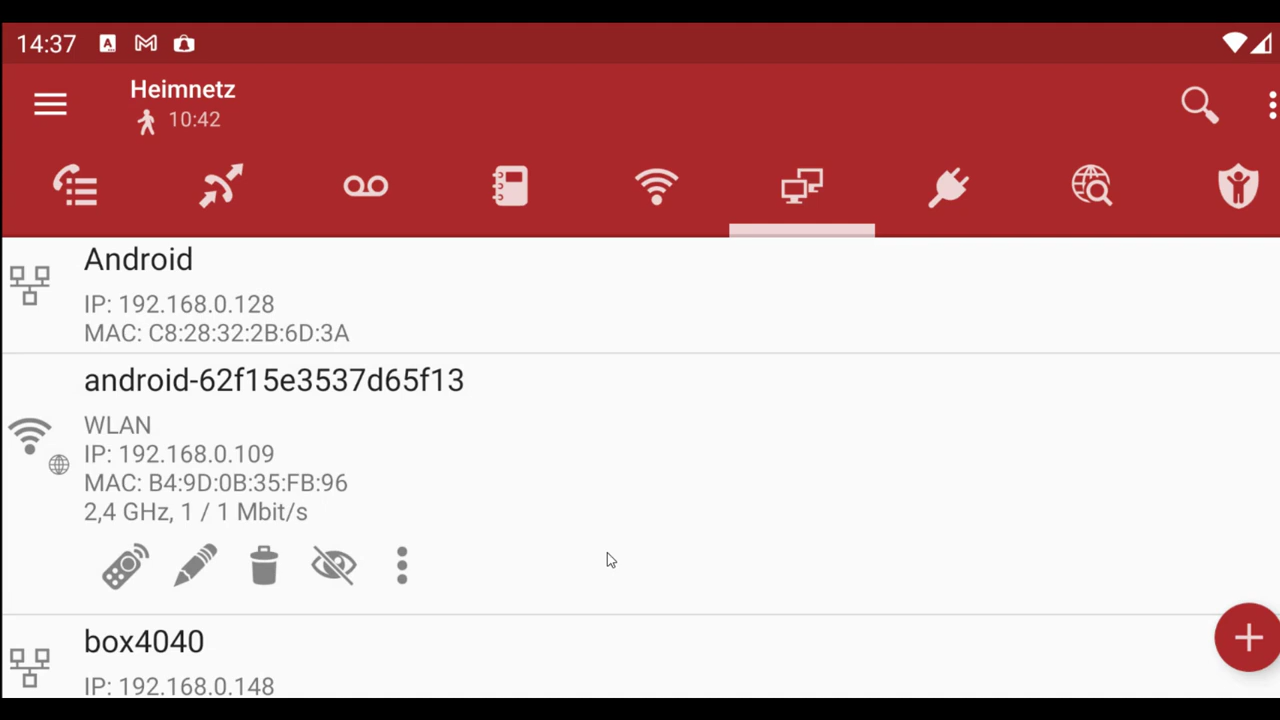 14:37
Heimnetz
10:42
Android
IP: 192.168.0.128
MAC: C8:28:32:2B:6D:3A
android-62f15e3537d65f13
WLAN
IP: 192.168.0.109
MAC: B4:9D:0B:35:FB:96
2,4 GHz, 1 / 1 Mbit/s
box4040
IP: 192.168.0.148